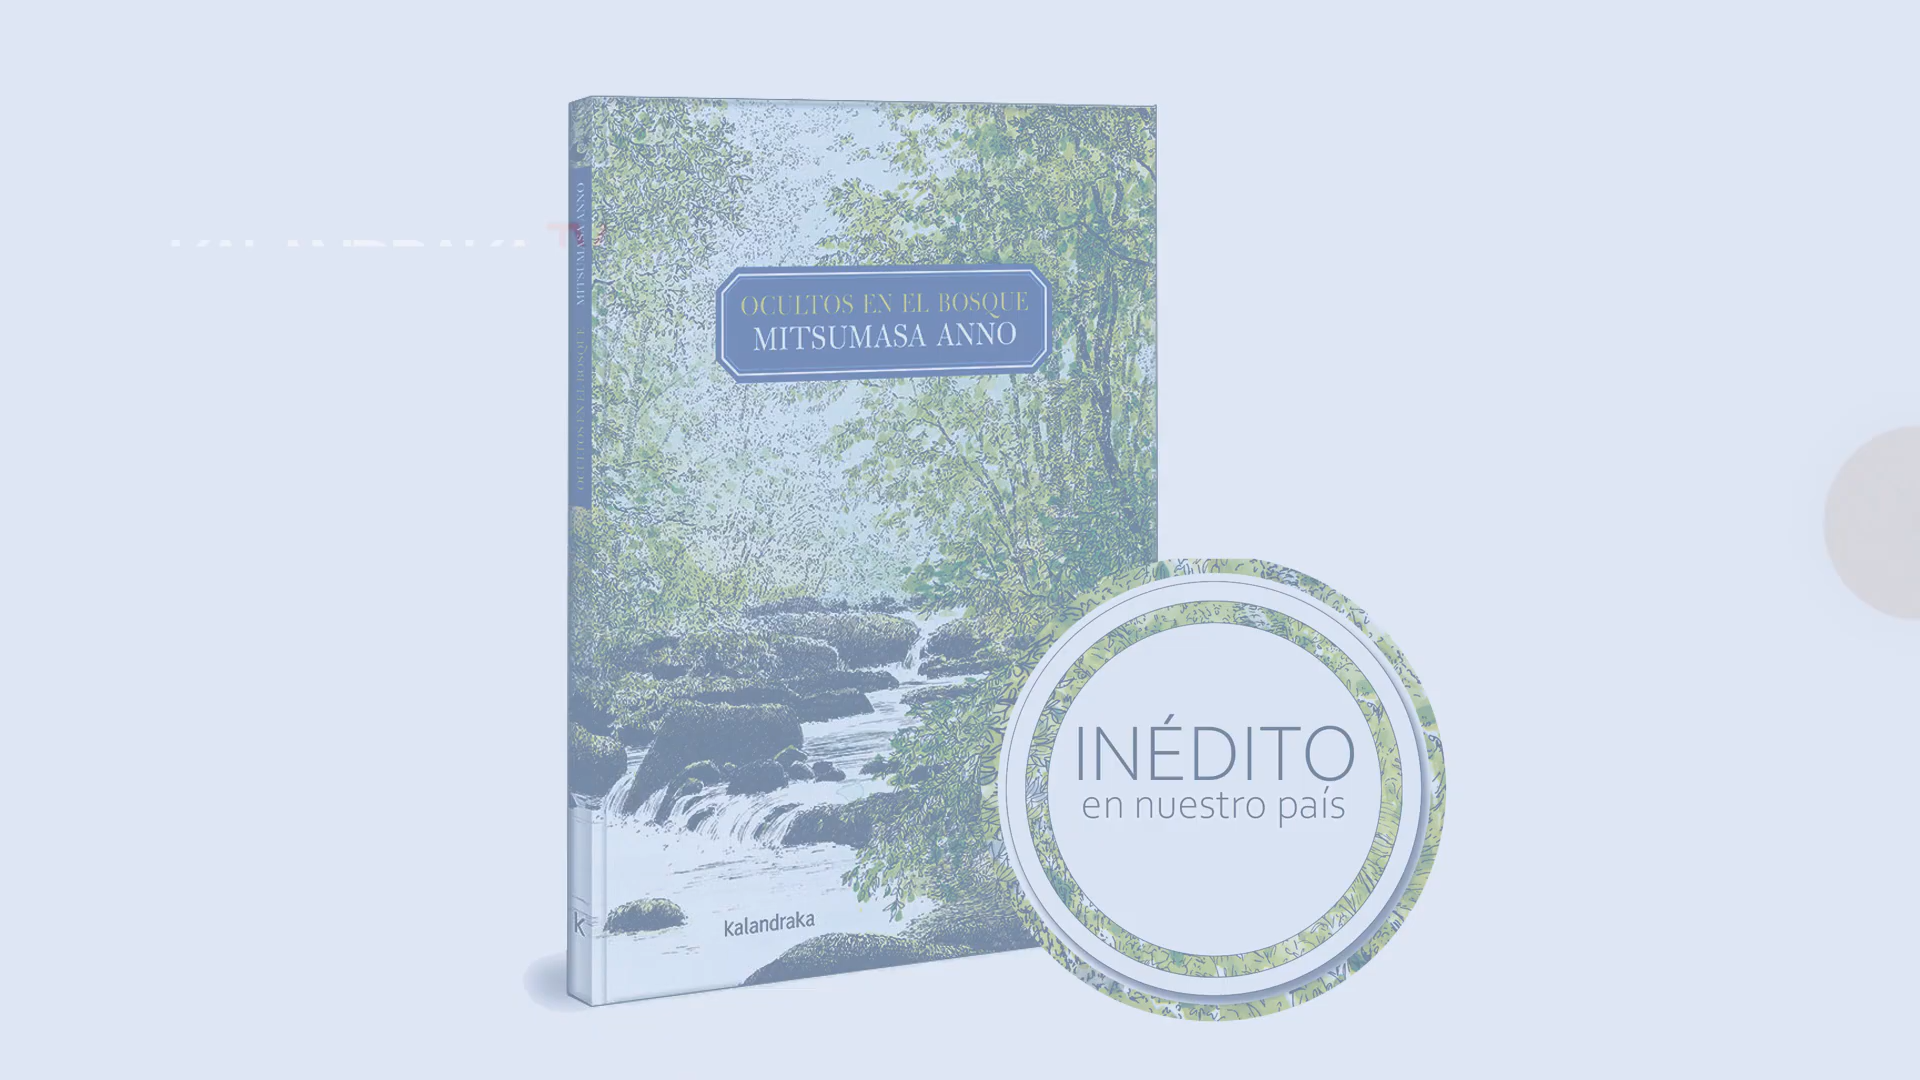 OCULTOS EN EL BOSQUE
MITSUMASA ANNO
OCULTOS EN EL BOSQUE MITSUMASA ANNO
k
kalandraka
INÉDITO
en nuestro país